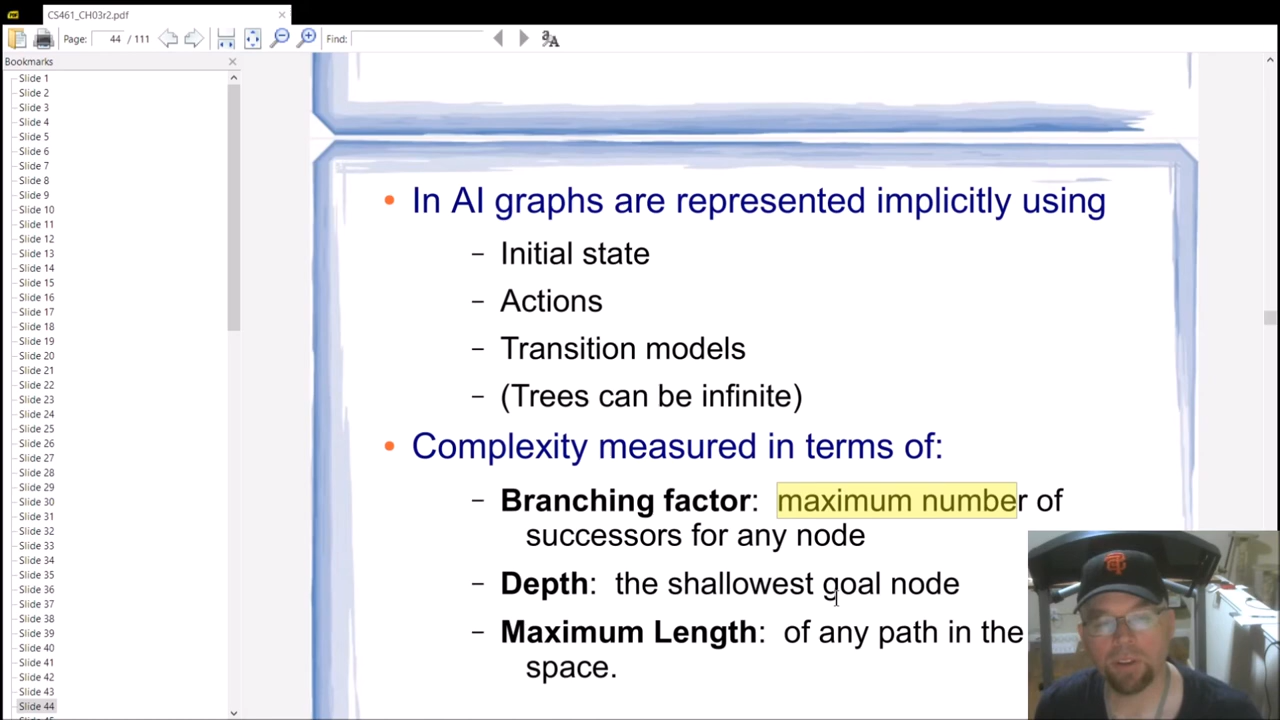 CS461_CH03r2.pdf
Page: 44 / 111 Find:
Bookmarks
Slide 1
Slide 2
Slide 3
Slide 4
Slide 5
Slide 6
Slide 7
Slide 8
Slide 9
Slide 10
Slide 11
Slide 12
Slide 13
Slide 14
Slide 15
Slide 16
Slide 17
Slide 18
Slide 19
Slide 20
Slide 21
Slide 22
Slide 23
Slide 24
Slide 25
Slide 26
Slide 27
Slide 28
Slide 29
Slide 30
Slide 31
Slide 32
Slide 33
Slide 34
Slide 35
Slide 36
Slide 37
Slide 38
Slide 39
Slide 40
Slide 41
Slide 42
Slide 43
Slide 44
• In AI graphs are represented implicitly using
– Initial state
– Actions
– Transition models
– (Trees can be infinite)
• Complexity measured in terms of:
– Branching factor: maximum number of
successors for any node
– Depth: the shallowest goal node
– Maximum Length: of any path in the
space.